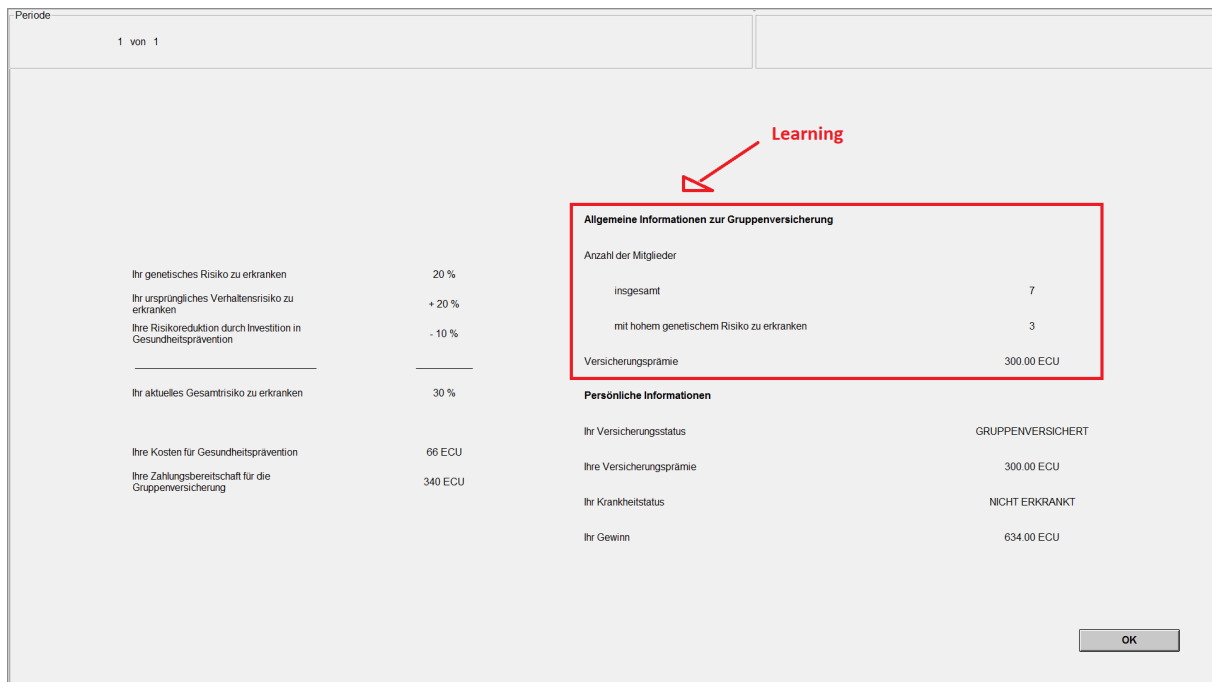 Periode
1 von 1
Learning
Ihr genetisches Risiko zu erkranken 20 %
Ihr ursprüngliches Verhaltensrisiko zu
erkranken + 20 %
Ihre Risikoreduktion durch Investition in
Gesundheitsprävention - 10 %
Ihr aktuelles Gesamtrisiko zu erkranken 30 %
Ihre Kosten für Gesundheitsprävention 66 ECU
Ihre Zahlungsbereitschaft für die
Gruppenversicherung 340 ECU
Allgemeine Informationen zur Gruppenversicherung
Anzahl der Mitglieder
insgesamt 7
mit hohem genetischem Risiko zu erkranken 3
Versicherungsprämie 300.00 ECU
Persönliche Informationen
Ihr Versicherungsstatus GRUPPENVERSICHERT
Ihre Versicherungsprämie 300.00 ECU
Ihr Krankheitstatus NICHT ERKRANKT
Ihr Gewinn 634.00 ECU
OK